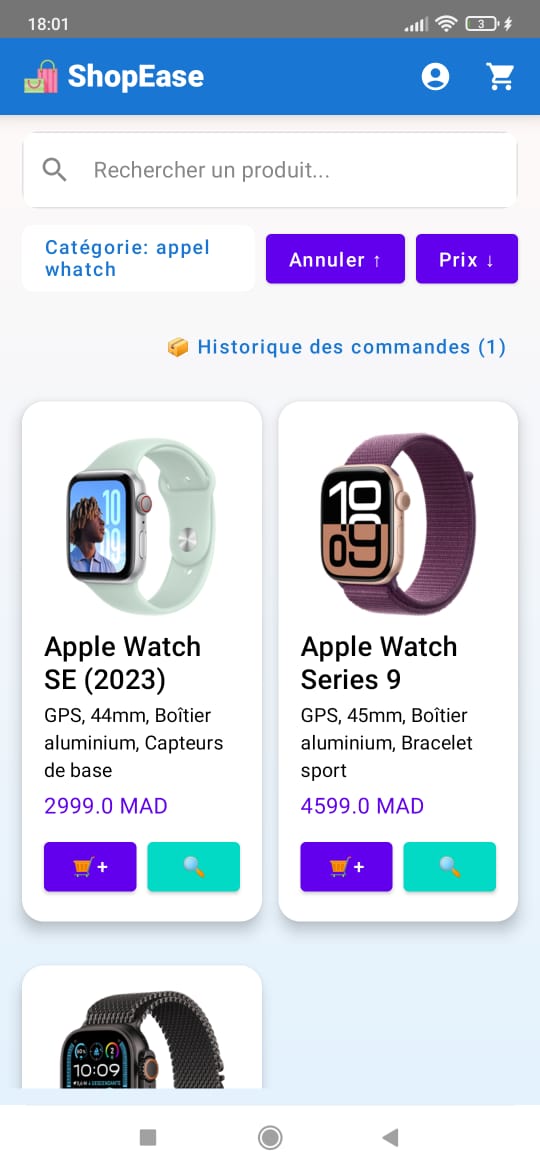 18:01
3
ShopEase
Rechercher un produit...
Catégorie: appel
whatch
Annuler ↑
Prix ↓
📦 Historique des commandes (1)
10
09
10
09
Apple Watch
SE (2023)
GPS, 44mm, Boîtier
aluminium, Capteurs
de base
2999.0 MAD
🛒+
🔍
Apple Watch
Series 9
GPS, 45mm, Boîtier
aluminium, Bracelet
sport
4599.0 MAD
🛒+
🔍
10:09